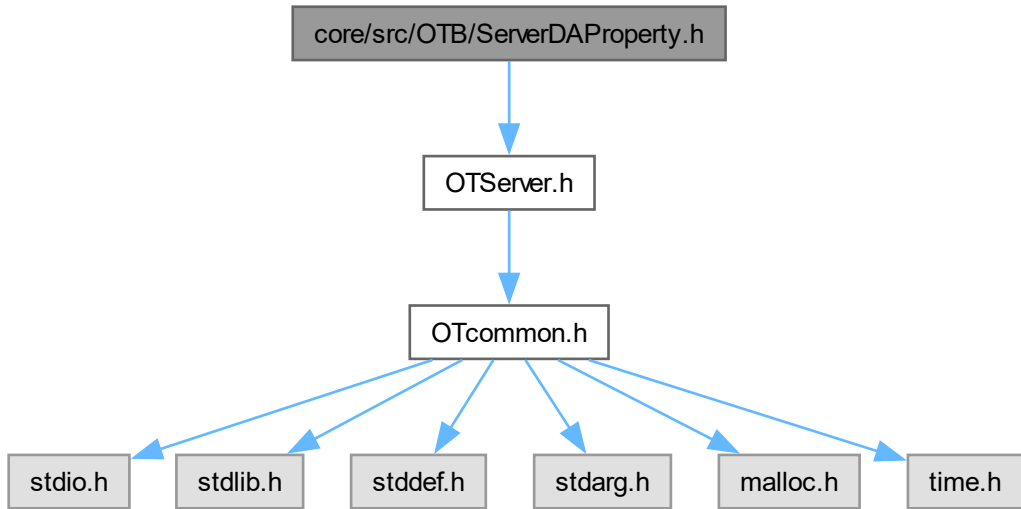 core/src/OTB/ServerDAProperty.h
OTServer.h
OTcommon.h
stdio.h
stdlib.h
stddef.h
stdarg.h
malloc.h
time.h